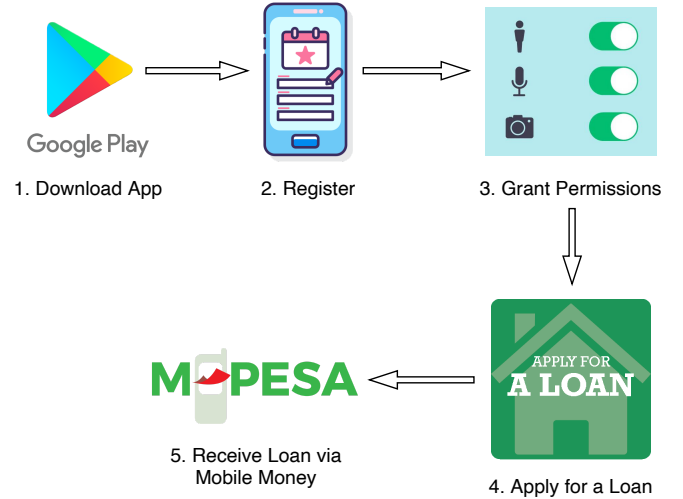 Google Play
1. Download App
2. Register
3. Grant Permissions
APPLY FOR
A LOAN
4. Apply for a Loan
M PESA
5. Receive Loan via
Mobile Money